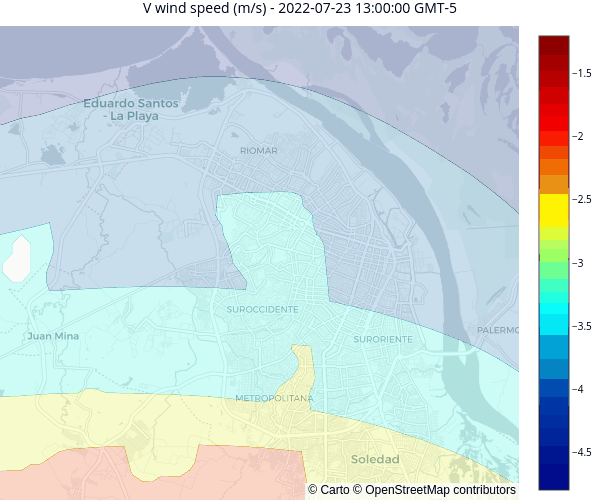 V wind speed (m/s) - 2022-07-23 13:00:00 GMT-5
Eduardo Santos
- La Playa
RIOMAR
SUROCCIDENTE
Juan Mina
SURORIENTE
PALERMO
METROPOLITANA
Soledad
© Carto © OpenStreetMap contributors
−1.5
−2
−2.5
−3
−3.5
−4
−4.5